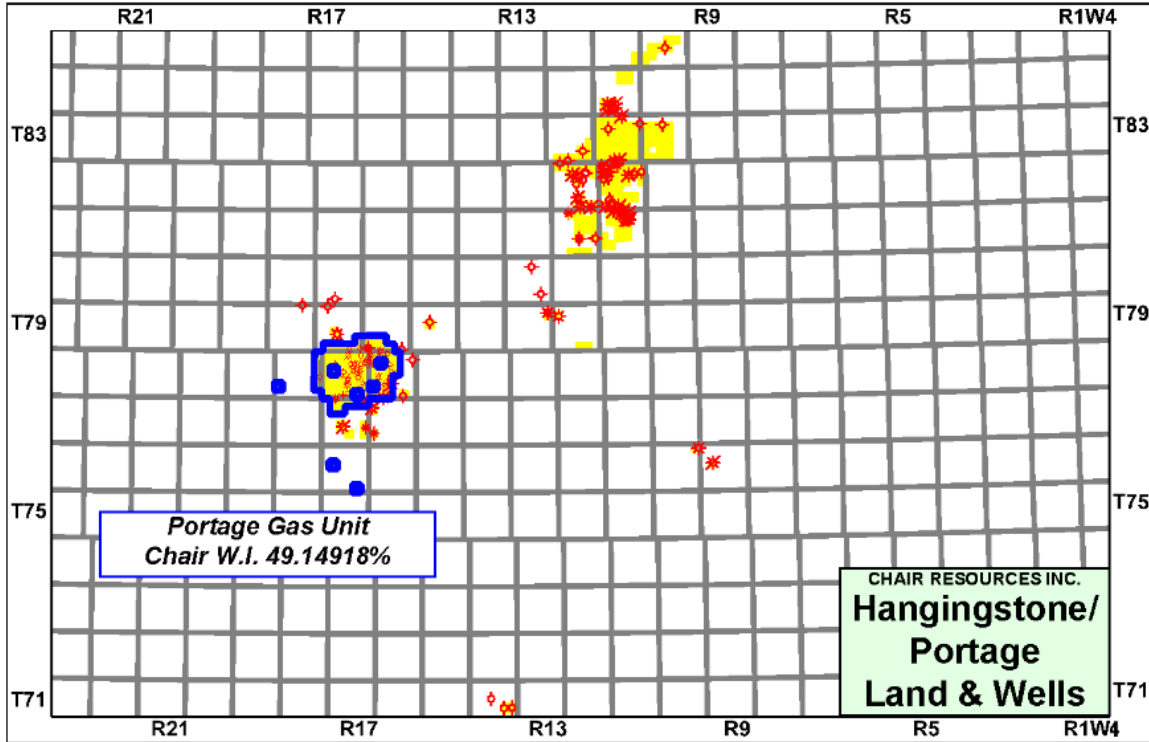 R21 R17 R13 R9 R5 R1W4
T83 T83
T79 T79
T75 T75
Portage Gas Unit
Chair W.I. 49.14918%
CHAIR RESOURCES INC.
Hangingstone/
Portage
Land & Wells
T71 T71
R21 R17 R13 R9 R5 R1W4